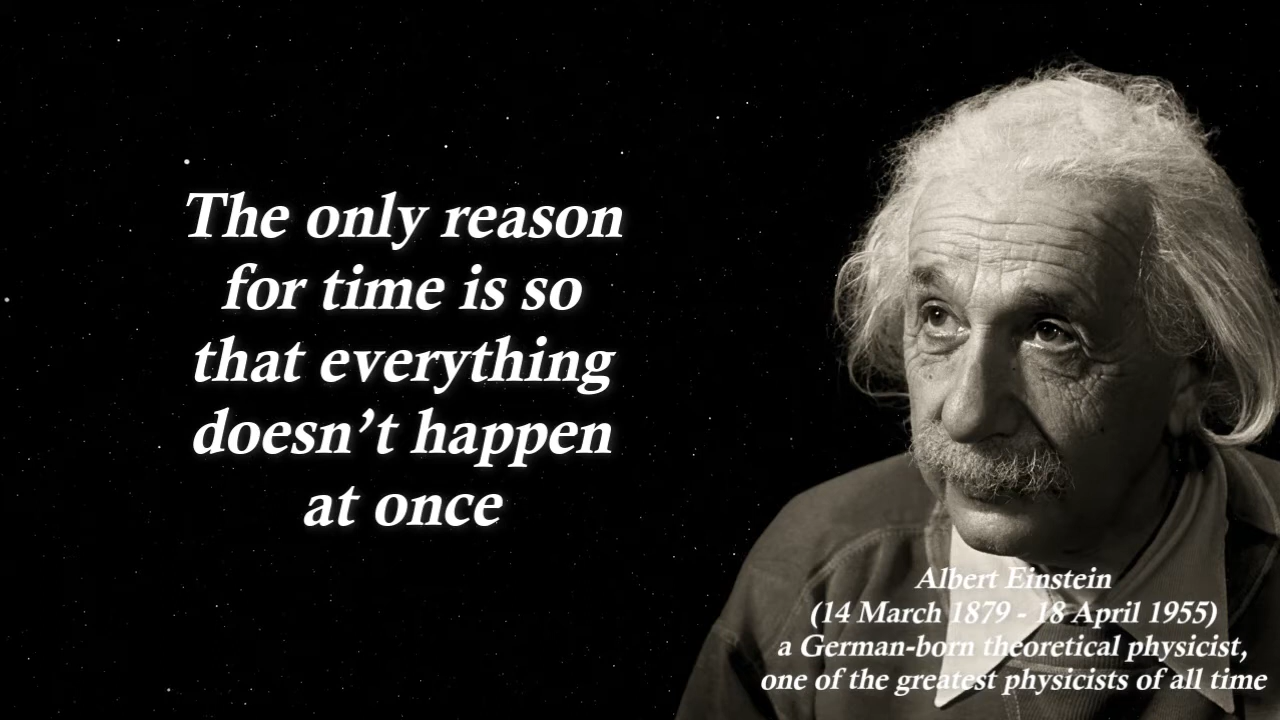 The only reason
for time is so
that everything
doesn’t happen
at once
Albert Einstein
(14 March 1879 - 18 April 1955)
a German-born theoretical physicist,
one of the greatest physicists of all time